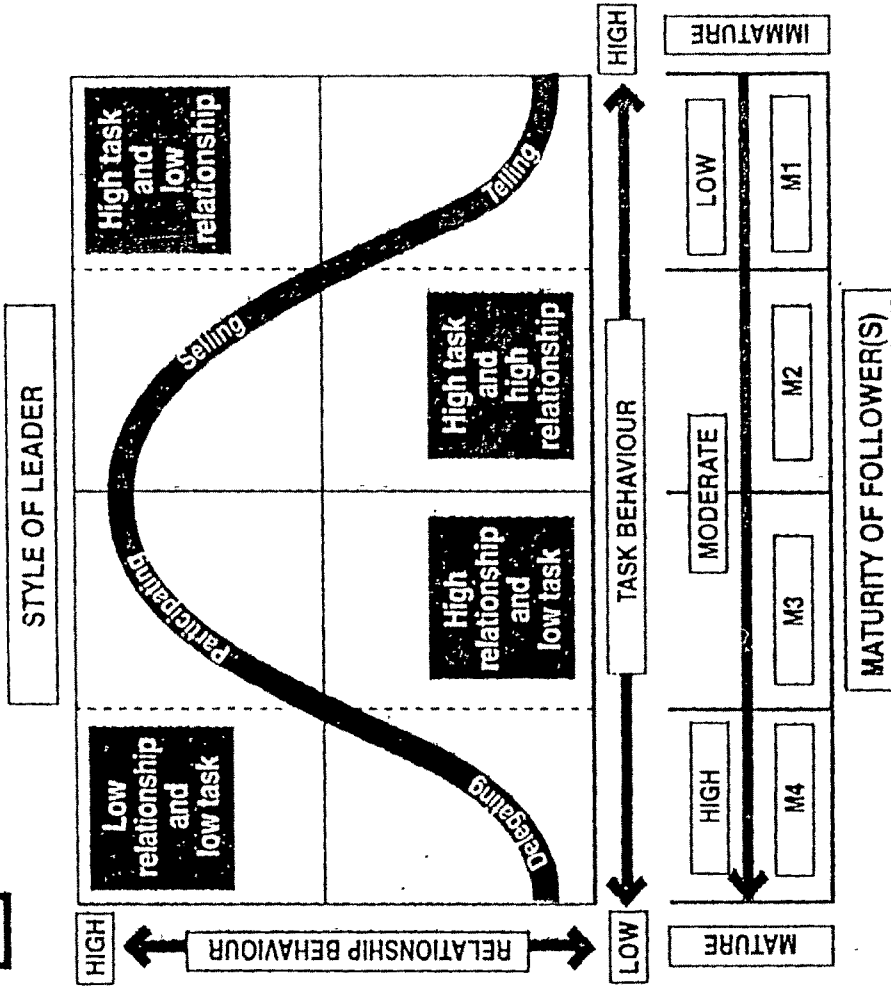 STYLE OF LEADER
HIGH
RELATIONSHIP BEHAVIOUR
LOW
Low
relationship
and
low task
High
relationship
and
low task
High task
and
high
relationship
High task
and
low
relationship
Delegating
Participating
Selling
Telling
TASK BEHAVIOUR
HIGH
MATURE
HIGH
MODERATE
LOW
IMMATURE
M4
M3
M2
M1
MATURITY OF FOLLOWER(S)